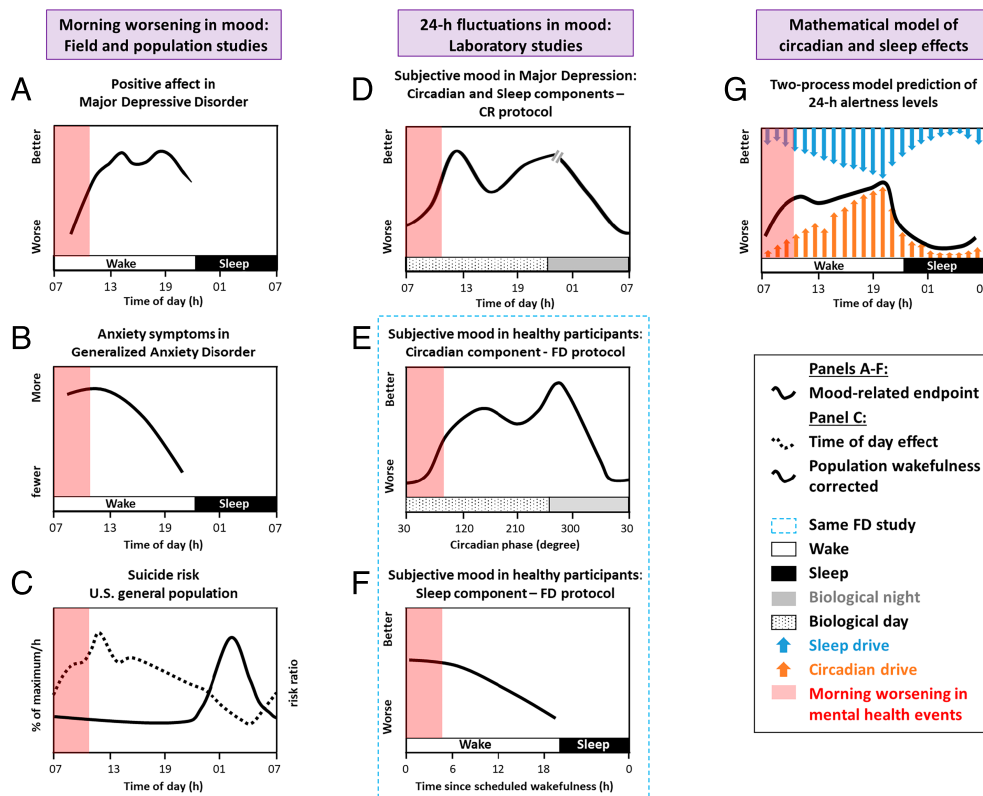 Morning worsening in mood:
Field and population studies
24-h fluctuations in mood:
Laboratory studies
Mathematical model of
circadian and sleep effects
A
Positive affect in
Major Depressive Disorder
Better
Worse
Wake
Sleep
07
13
19
01
07
Time of day (h)
B
Anxiety symptoms in
Generalized Anxiety Disorder
More
fewer
Wake
Sleep
07
13
19
01
07
Time of day (h)
C
Suicide risk
U.S. general population
% of maximum/h
risk ratio
07
13
19
01
07
Time of day (h)
D
Subjective mood in Major Depression:
Circadian and Sleep components –
CR protocol
Better
Worse
07
13
19
01
07
Time of day (h)
E
Subjective mood in healthy participants:
Circadian component - FD protocol
Better
Worse
30
120
210
300
30
Circadian phase (degree)
F
Subjective mood in healthy participants:
Sleep component – FD protocol
Better
Worse
Wake
Sleep
0
6
12
18
0
Time since scheduled wakefulness (h)
G
Two-process model prediction of
24-h alertness levels
Better
Worse
Wake
Sleep
07
13
19
01
Time of day (h)
Panels A-F:
Mood-related endpoint
Panel C:
Time of day effect
Population wakefulness
corrected
Same FD study
Wake
Sleep
Biological night
Biological day
Sleep drive
Circadian drive
Morning worsening in
mental health events